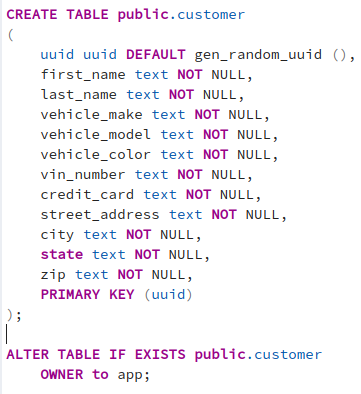 CREATE TABLE public.customer
(
    uuid uuid DEFAULT gen_random_uuid (),
    first_name text NOT NULL,
    last_name text NOT NULL,
    vehicle_make text NOT NULL,
    vehicle_model text NOT NULL,
    vehicle_color text NOT NULL,
    vin_number text NOT NULL,
    credit_card text NOT NULL,
    street_address text NOT NULL,
    city text NOT NULL,
    state text NOT NULL,
    zip text NOT NULL,
    PRIMARY KEY (uuid)
);
ALTER TABLE IF EXISTS public.customer
    OWNER to app;